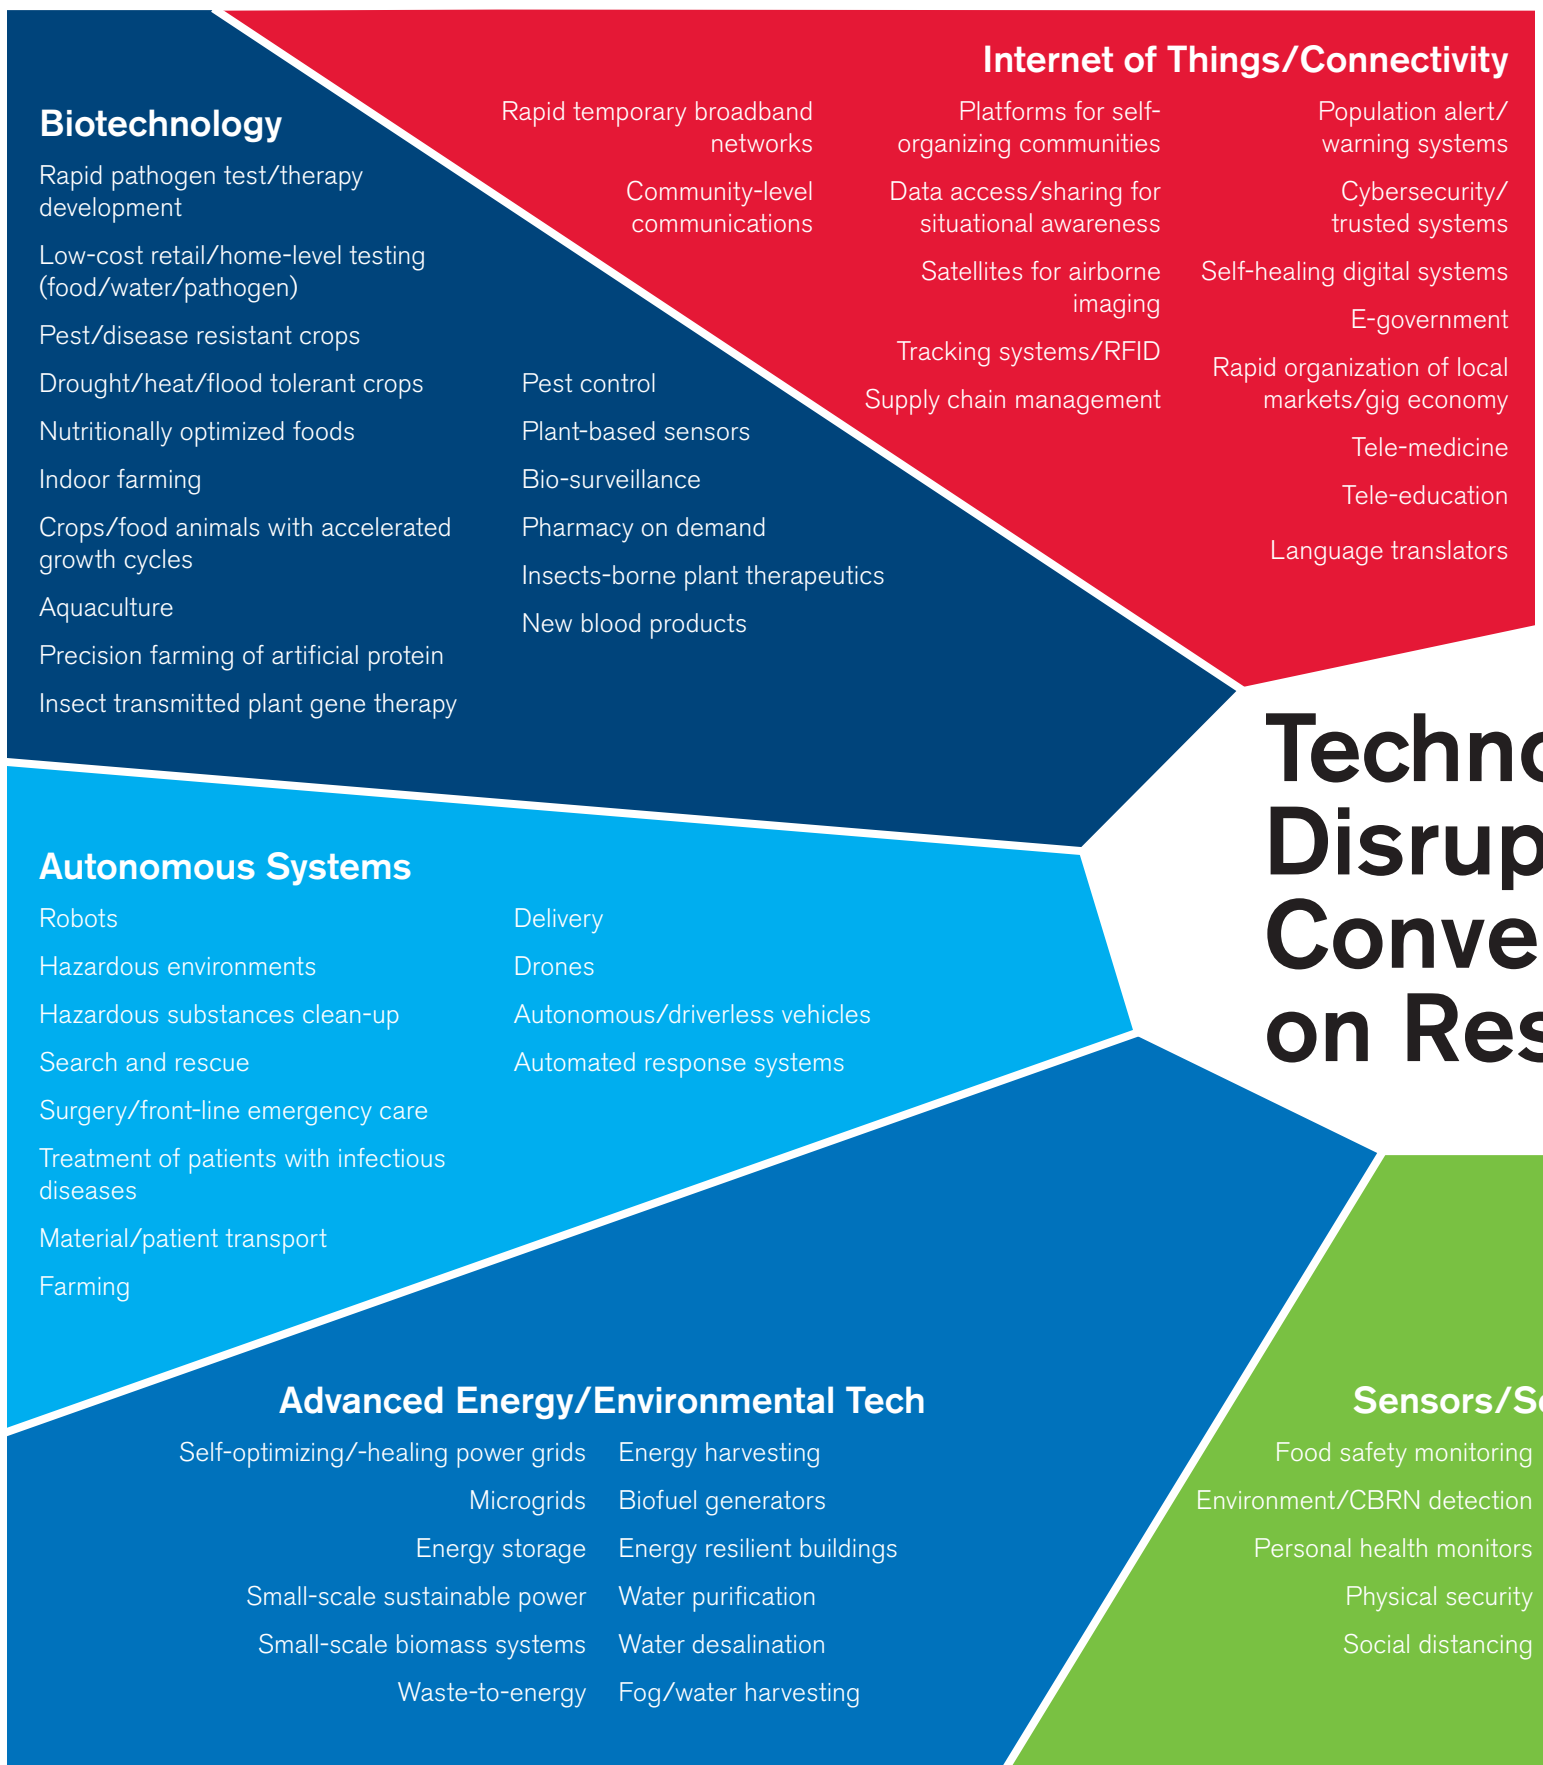 Internet of Things/Connectivity
Rapid temporary broadband
networks
Community-level
communications
Platforms for self-
organizing communities
Data access/sharing for
situational awareness
Satellites for airborne
imaging
Tracking systems/RFID
Supply chain management
Population alert/
warning systems
Cybersecurity/
trusted systems
Self-healing digital systems
E-government
Rapid organization of local
markets/gig economy
Tele-medicine
Tele-education
Language translators
Biotechnology
Rapid pathogen test/therapy
development
Low-cost retail/home-level testing
(food/water/pathogen)
Pest/disease resistant crops
Drought/heat/flood tolerant crops
Nutritionally optimized foods
Indoor farming
Crops/food animals with accelerated
growth cycles
Aquaculture
Precision farming of artificial protein
Insect transmitted plant gene therapy
Pest control
Plant-based sensors
Bio-surveillance
Pharmacy on demand
Insects-borne plant therapeutics
New blood products
Techno
Disrup
Conve
on Res
Autonomous Systems
Robots
Hazardous environments
Hazardous substances clean-up
Search and rescue
Surgery/front-line emergency care
Treatment of patients with infectious
diseases
Material/patient transport
Farming
Delivery
Drones
Autonomous/driverless vehicles
Automated response systems
Advanced Energy/Environmental Tech
Self-optimizing/-healing power grids
Microgrids
Energy storage
Small-scale sustainable power
Small-scale biomass systems
Waste-to-energy
Energy harvesting
Biofuel generators
Energy resilient buildings
Water purification
Water desalination
Fog/water harvesting
Sensors/Se
Food safety monitoring
Environment/CBRN detection
Personal health monitors
Physical security
Social distancing